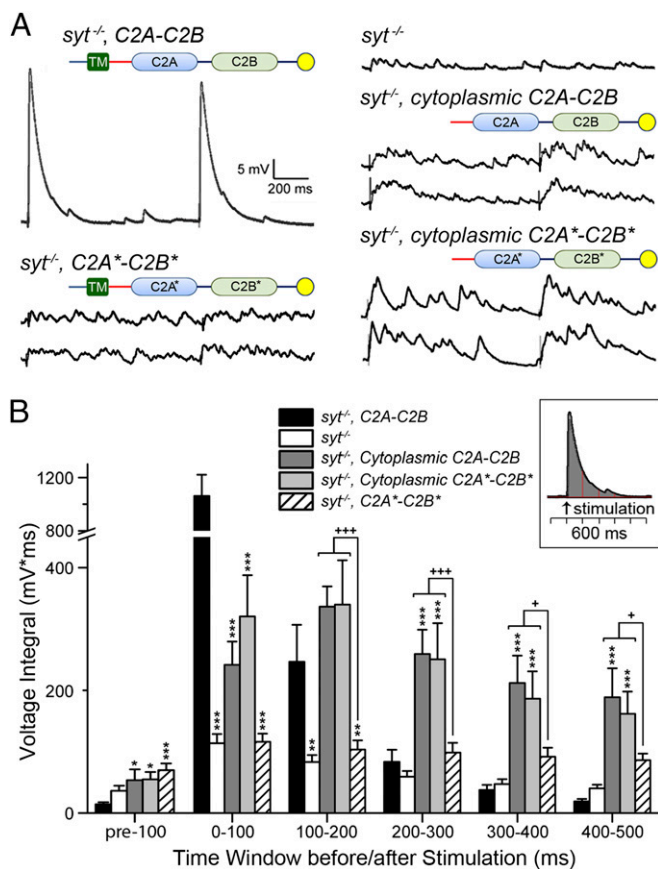 A
syt-/-, C2A-C2B
TM C2A C2B
5 mV
200 ms
syt-/-, C2A*-C2B*
TM C2A* C2B*
syt-/-
syt-/-, cytoplasmic C2A-C2B
C2A C2B
syt-/-, cytoplasmic C2A*-C2B*
C2A* C2B*
B
syt-/-, C2A-C2B
syt-/-
syt-/-, Cytoplasmic C2A-C2B
syt-/-, Cytoplasmic C2A*-C2B*
syt-/-, C2A*-C2B*
stimulation
600 ms
Voltage Integral (mV*ms)
1200
800
400
200
0
*** *** *** ***
** +++ **
*** *** +++
*** *** +
*** *** +
* * ***
pre-100 0-100 100-200 200-300 300-400 400-500
Time Window before/after Stimulation (ms)